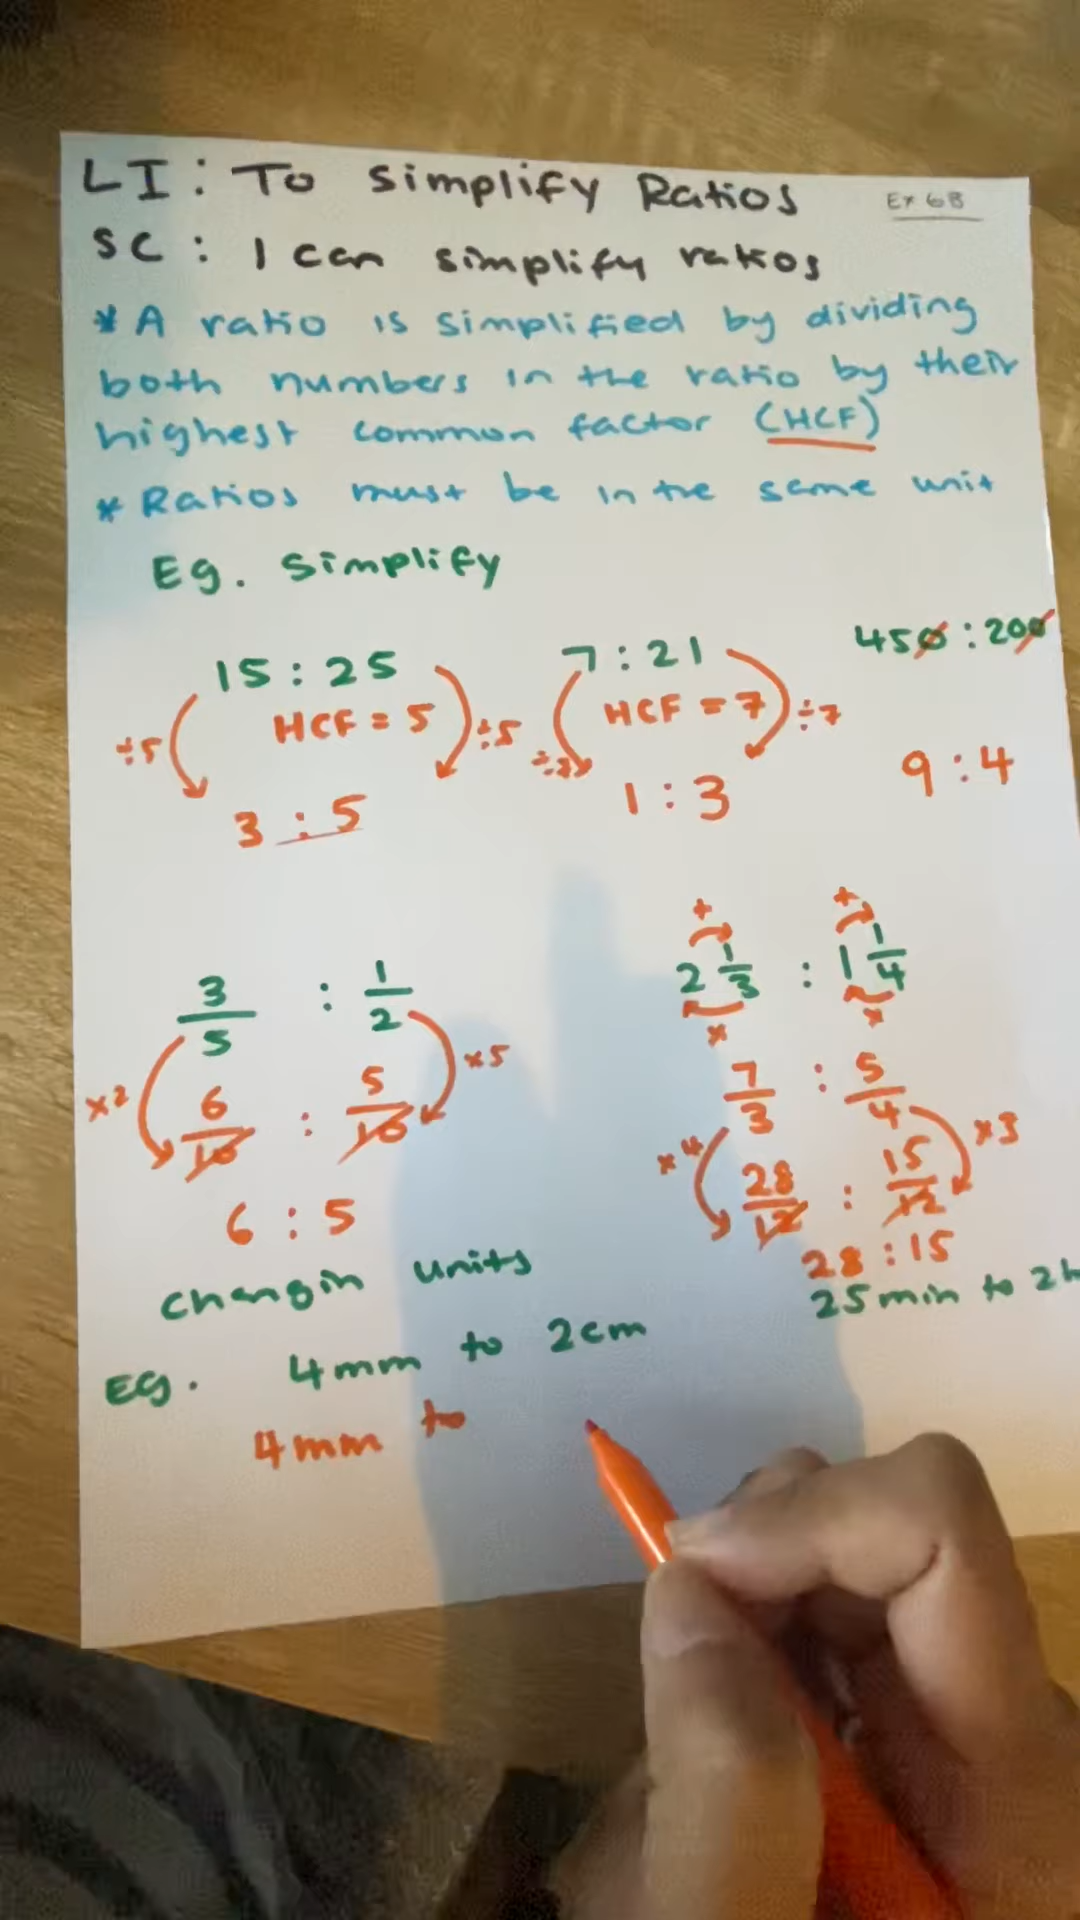 LI: To Simplify Ratios
Ex 6B
SC: I can simplify ratios
* A ratio is simplified by dividing
both numbers in the ratio by their
highest common factor (HCF)
* Ratios must be in the same unit
Eg. Simplify
15:25
HCF = 5
÷5
÷5
3:5
7:21
HCF = 7
÷7
÷7
1:3
450:200
9:4
3/5 : 1/2
×2
×5
6/10 : 5/10
6:5
+
+
2 1/3 : 1 1/4
×
×
7/3 : 5/4
×4
×3
28/12 : 15/12
28:15
Changin units
Eg. 4mm to 2cm
25min to 2h
4mm to